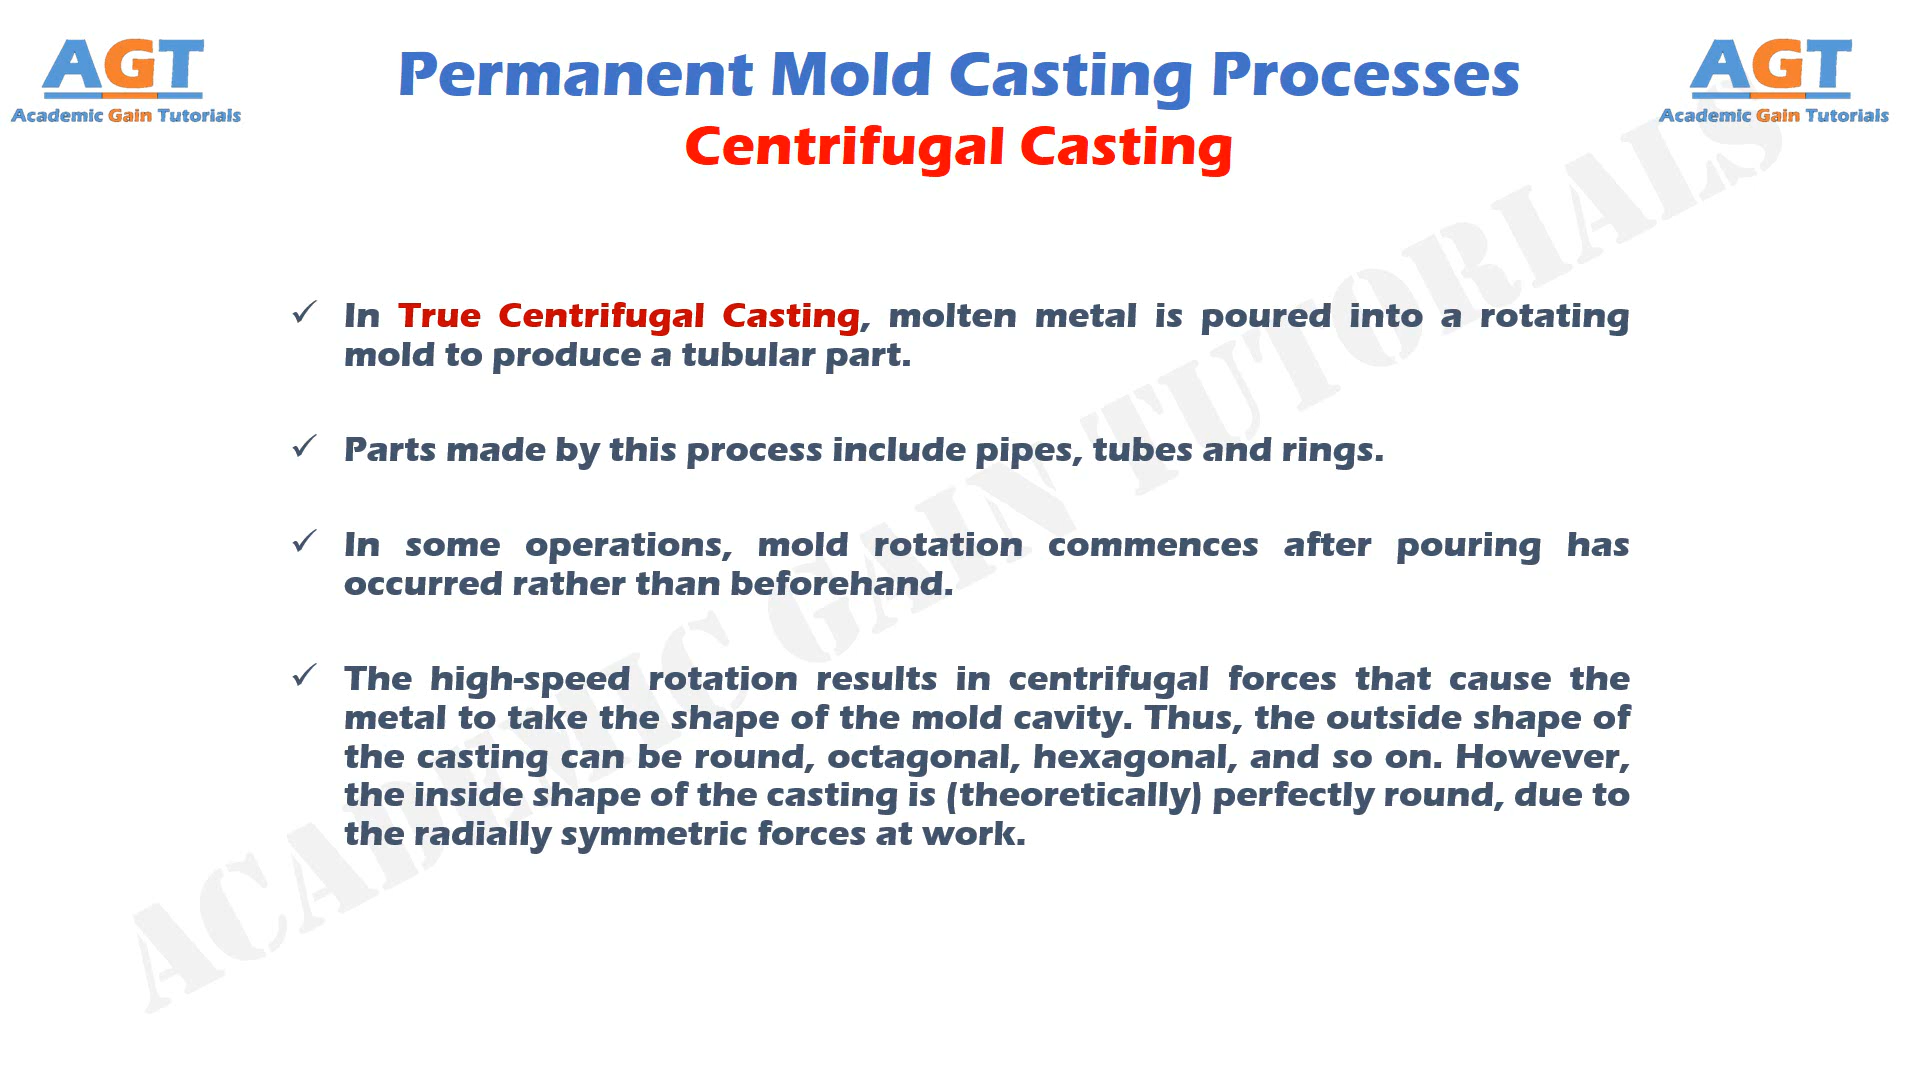 AGT
Academic Gain Tutorials
Permanent Mold Casting Processes
Centrifugal Casting
AGT
Academic Gain Tutorials
✓ In True Centrifugal Casting, molten metal is poured into a rotating
mold to produce a tubular part.
✓ Parts made by this process include pipes, tubes and rings.
✓ In some operations, mold rotation commences after pouring has
occurred rather than beforehand.
✓ The high-speed rotation results in centrifugal forces that cause the
metal to take the shape of the mold cavity. Thus, the outside shape of
the casting can be round, octagonal, hexagonal, and so on. However,
the inside shape of the casting is (theoretically) perfectly round, due to
the radially symmetric forces at work.
ACADEMIC GAIN TUTORIALS